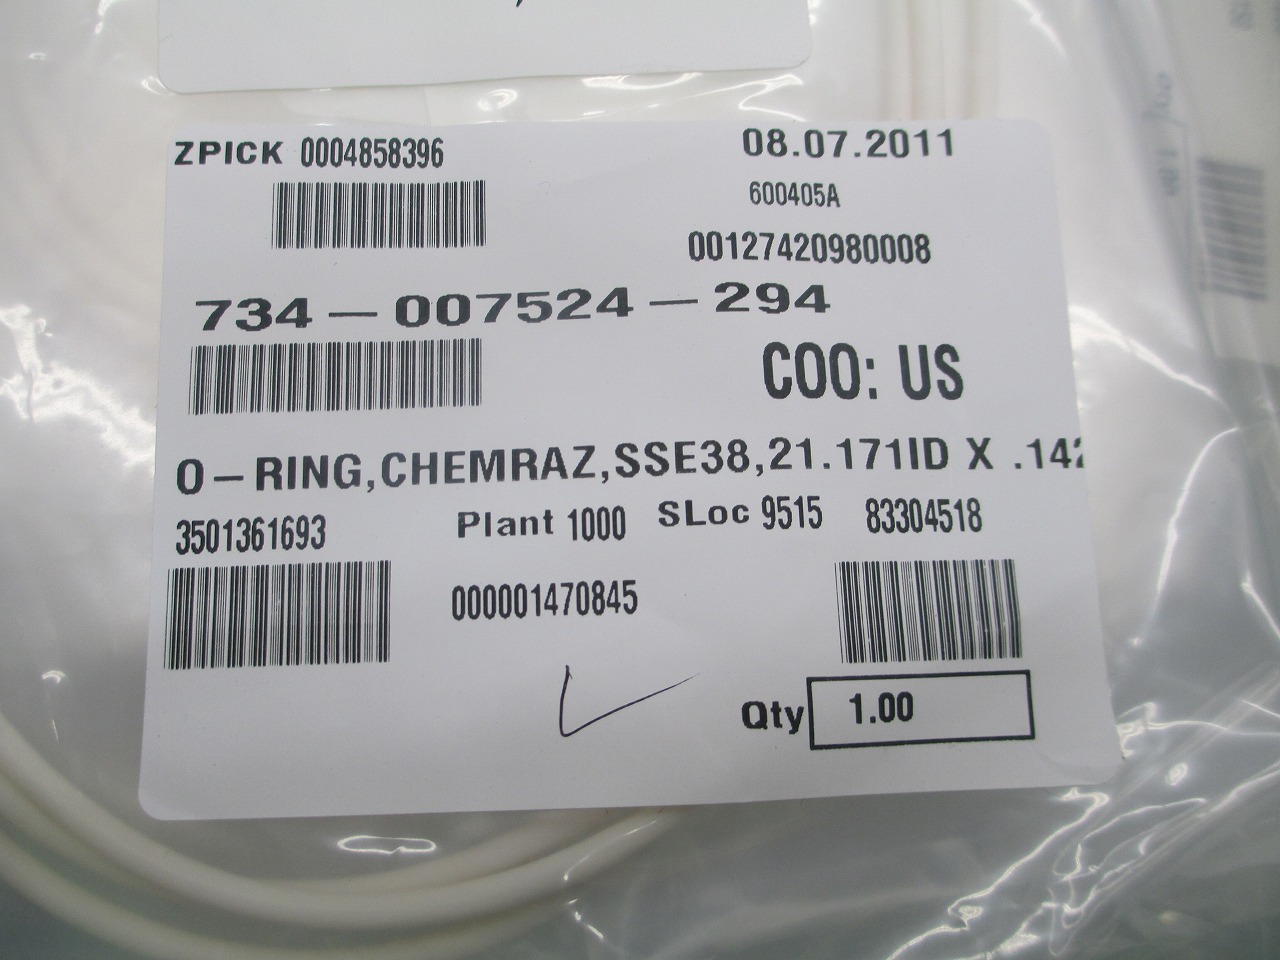 ZPICK 0004858396
08.07.2011
600405A
00127420980008
734-007524-294
COO: US
O-RING,CHEMRAZ,SSE38,21.171ID X .142
3501361693
Plant 1000 SLoc 9515 83304518
000001470845
Qty 1.00